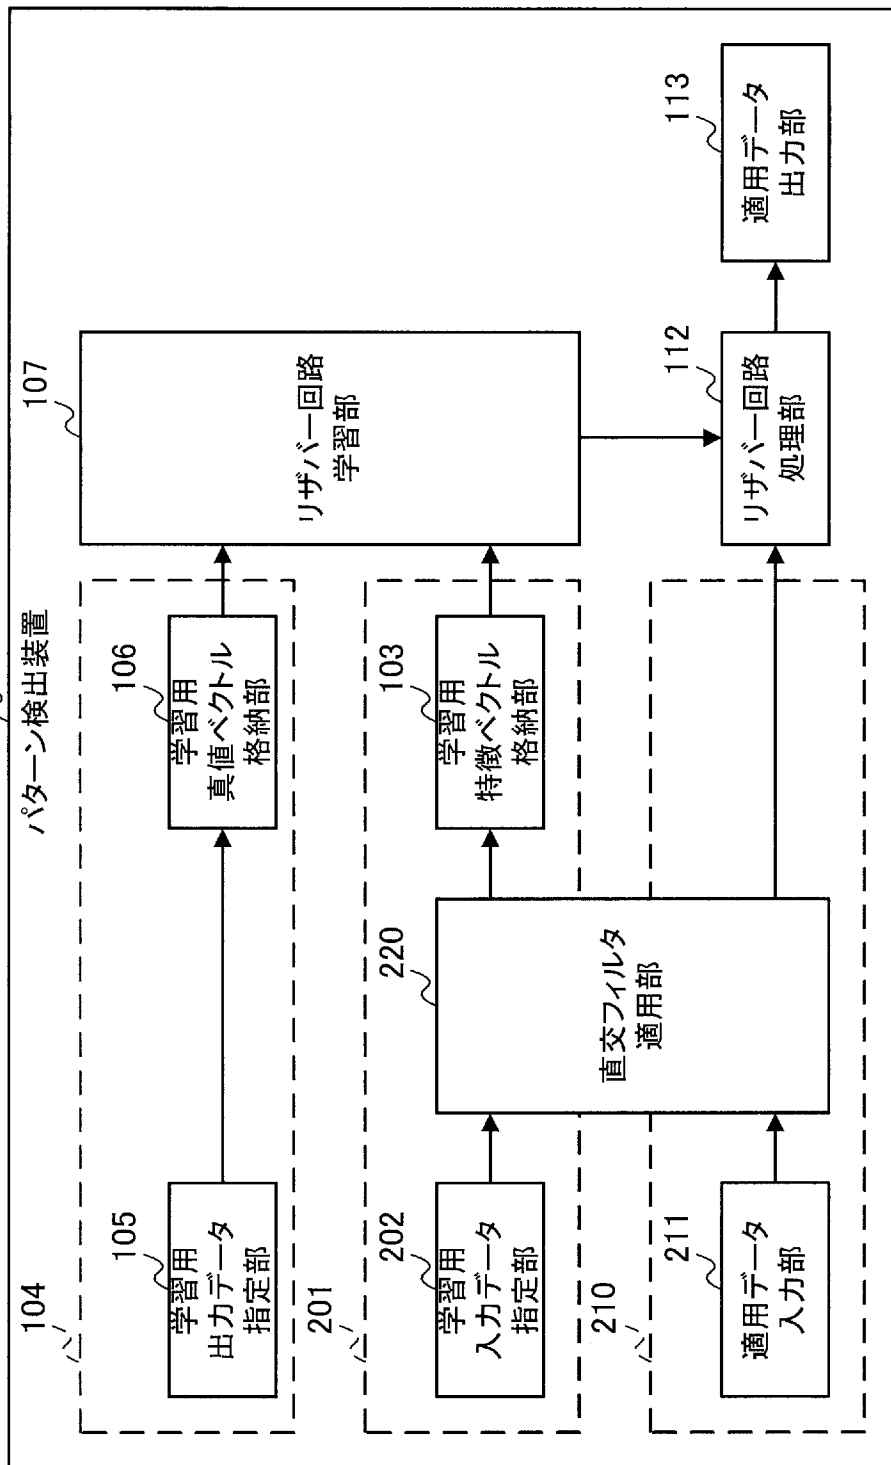 パターン検出装置
104
105
学習用
出力データ
指定部
106
学習用
真値ベクトル
格納部
107
リザバー回路
学習部
201
202
学習用
入力データ
指定部
220
直交フィルタ
適用部
103
学習用
特徴ベクトル
格納部
210
211
適用データ
入力部
112
リザバー回路
処理部
113
適用データ
出力部